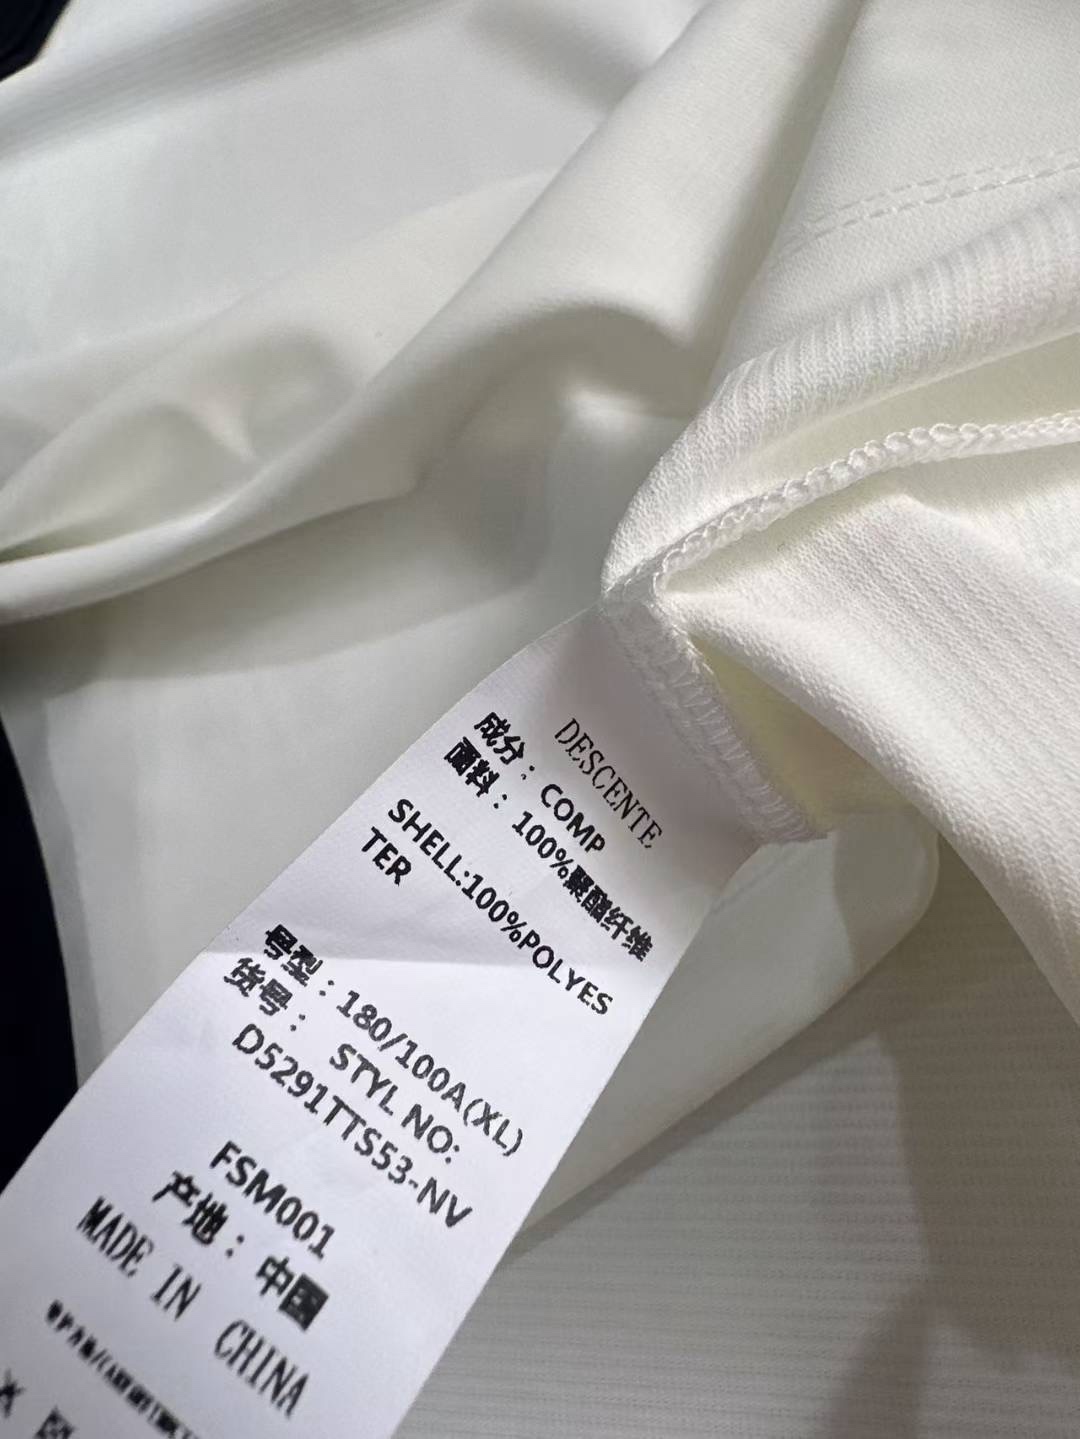 DESCENTE
成分：COMP
面料：100%聚酯纤维
SHELL:100%POLYES
TER
号型：180/100A(XL)
货号： STYL NO:
D5291TTS53-NV
FSM001
产地：中国
MADE IN CHINA